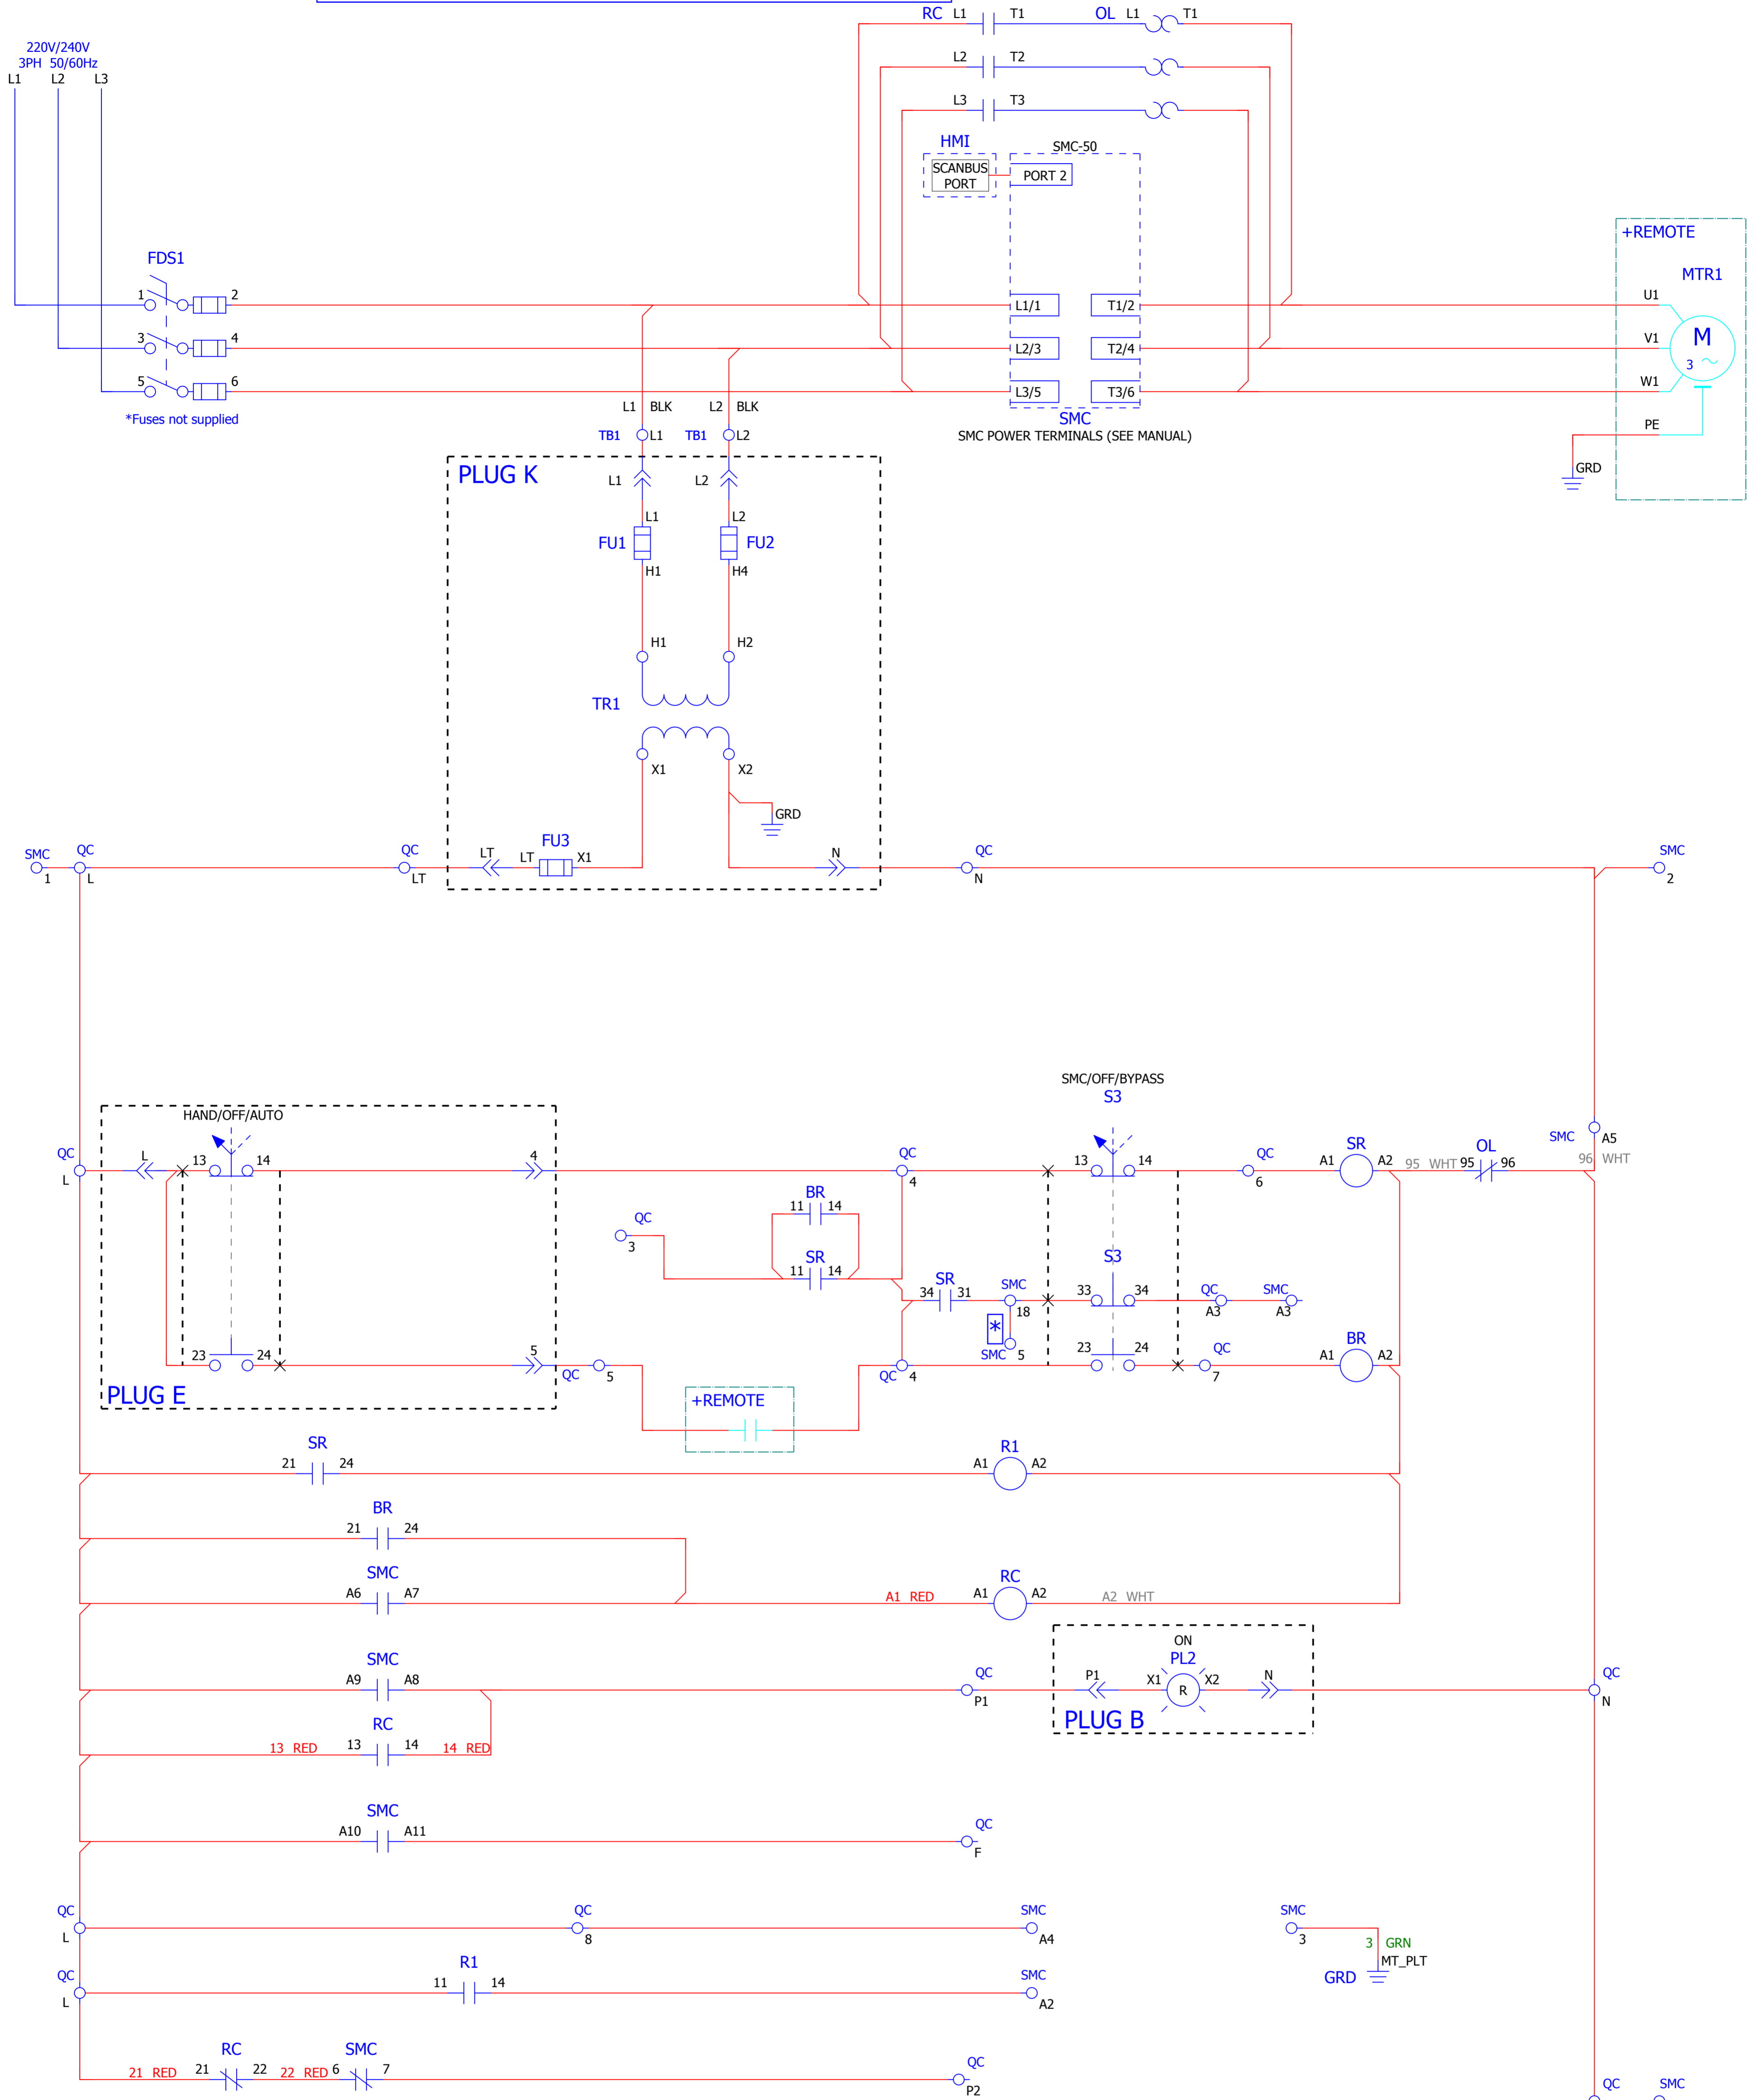 RC L1 T1 OL L1 T1
220V/240V
3PH 50/60Hz
L1 L2 L3
L2 T2
L3 T3
HMI
SMC-50
SCANBUS
PORT
PORT 2
+REMOTE
MTR1
FDS1
1 2
L1/1 T1/2
U1
3 4
L2/3 T2/4
V1
M
3
5 6
L3/5 T3/6
W1
*Fuses not supplied
SMC
SMC POWER TERMINALS (SEE MANUAL)
PE
GRD
L1 BLK L2 BLK
TB1 L1 TB1 L2
PLUG K
L1 L2
L1 L2
FU1 FU2
H1 H4
H1 H2
TR1
X1 X2
GRD
SMC QC QC FU3 QC SMC
LT LT X1 N
1 L LT N 2
SMC/OFF/BYPASS
S3
HAND/OFF/AUTO
SMC A5
QC L 13 14 4 QC 13 14 QC SR OL
A1 A2 95 WHT 95 96 96 WHT
L 4 6
BR
11 14
QC
3
SR
11 14
S3
SR SMC
34 31 33 34 QC SMC
18 A3 A3
*
SMC 5
23 24 5 23 24 QC BR
A1 A2
QC 5 QC 4 7
PLUG E
+REMOTE
SR R1
21 24 A1 A2
BR
21 24
SMC RC
A6 A7 A1 RED A1 A2 A2 WHT
ON
PL2
SMC QC QC
A9 A8 P1 X1 X2 N
R
P1 N
PLUG B
RC
13 RED 13 14 14 RED
SMC QC
A10 A11
F
QC QC SMC SMC
L 8 A4 3
3 GRN
MT_PLT
GRD
QC R1 SMC
11 14
L A2
RC SMC QC
21 RED 21 22 22 RED 6 7
P2
QC SMC